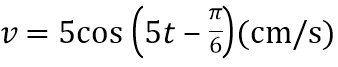 v = 5cos (5t − π/6)(cm/s)